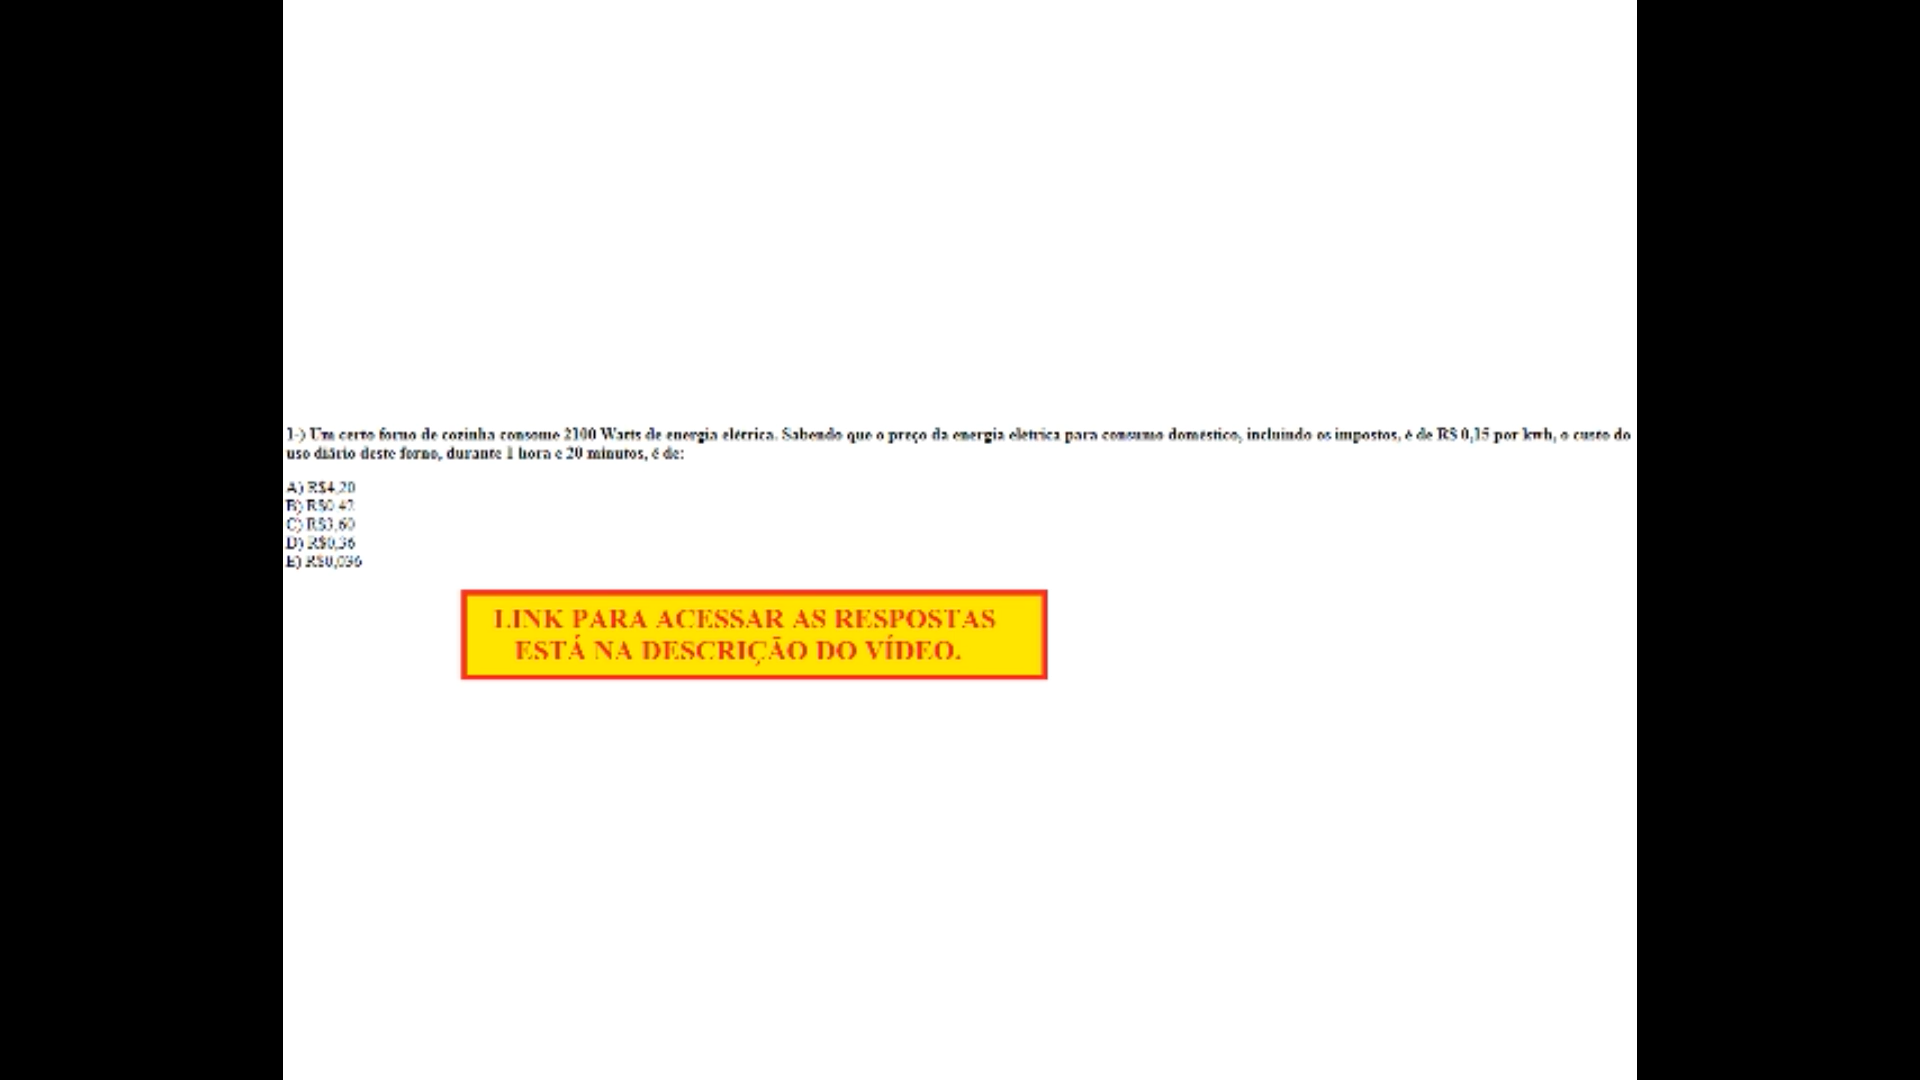 1-) Um certo forno de cozinha consome 2100 Watts de energia elétrica. Sabendo que o preço da energia elétrica para consumo doméstico, incluindo os impostos, é de R$ 0,15 por kwh, o custo do
uso diário deste forno, durante 1 hora e 20 minutos, é de:
A) R$4,20
B) R$0,42
C) R$3,60
D) R$0,36
E) R$0,036
LINK PARA ACESSAR AS RESPOSTAS
ESTÁ NA DESCRIÇÃO DO VÍDEO.